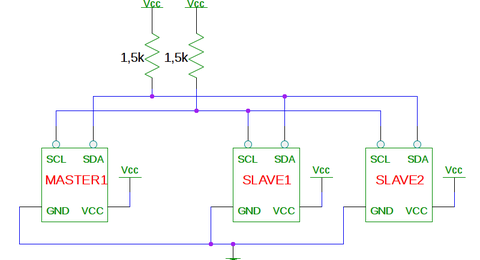 Vcc Vcc
1,5k 1,5k
SCL SDA SCL SDA SCL SDA
MASTER1 Vcc SLAVE1 Vcc SLAVE2 Vcc
GND VCC GND VCC GND VCC